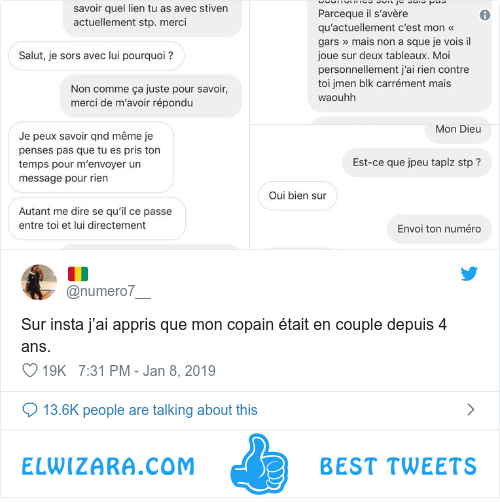 savoir quel lien tu as avec stiven
actuellement stp. merci
Salut, je sors avec lui pourquoi ?
Non comme ça juste pour savoir,
merci de m'avoir répondu
Je peux savoir qnd même je
penses pas que tu es pris ton
temps pour m'envoyer un
message pour rien
Autant me dire se qu'il ce passe
entre toi et lui directement
Parceque il s'avère
qu'actuellement c'est mon «
gars » mais non a sque je vois il
joue sur deux tableaux. Moi
personnellement j'ai rien contre
toi jmen blk carrément mais
waouhh
Mon Dieu
Est-ce que jpeu taplz stp ?
Oui bien sur
Envoi ton numéro
@numero7__
Sur insta j'ai appris que mon copain était en couple depuis 4
ans.
19K 7:31 PM - Jan 8, 2019
13.6K people are talking about this
ELWIZARA.COM BEST TWEETS